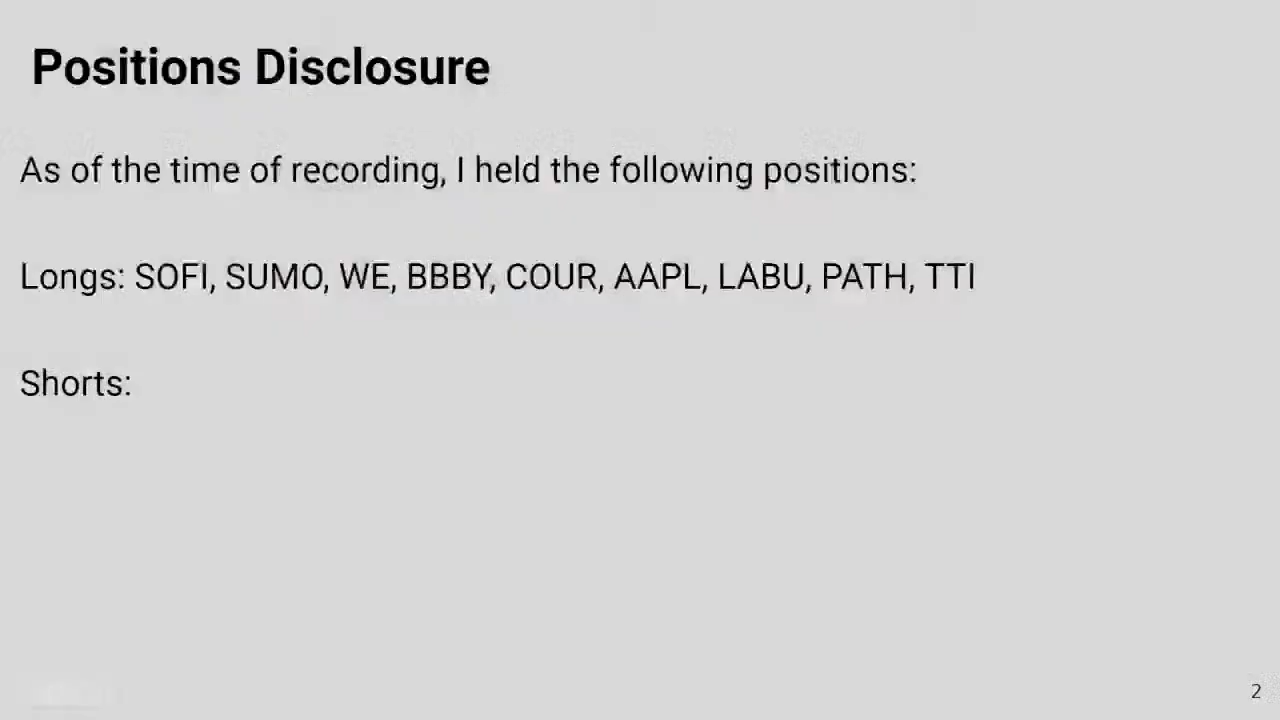 Positions Disclosure
As of the time of recording, I held the following positions:
Longs: SOFI, SUMO, WE, BBBY, COUR, AAPL, LABU, PATH, TTI
Shorts:
2